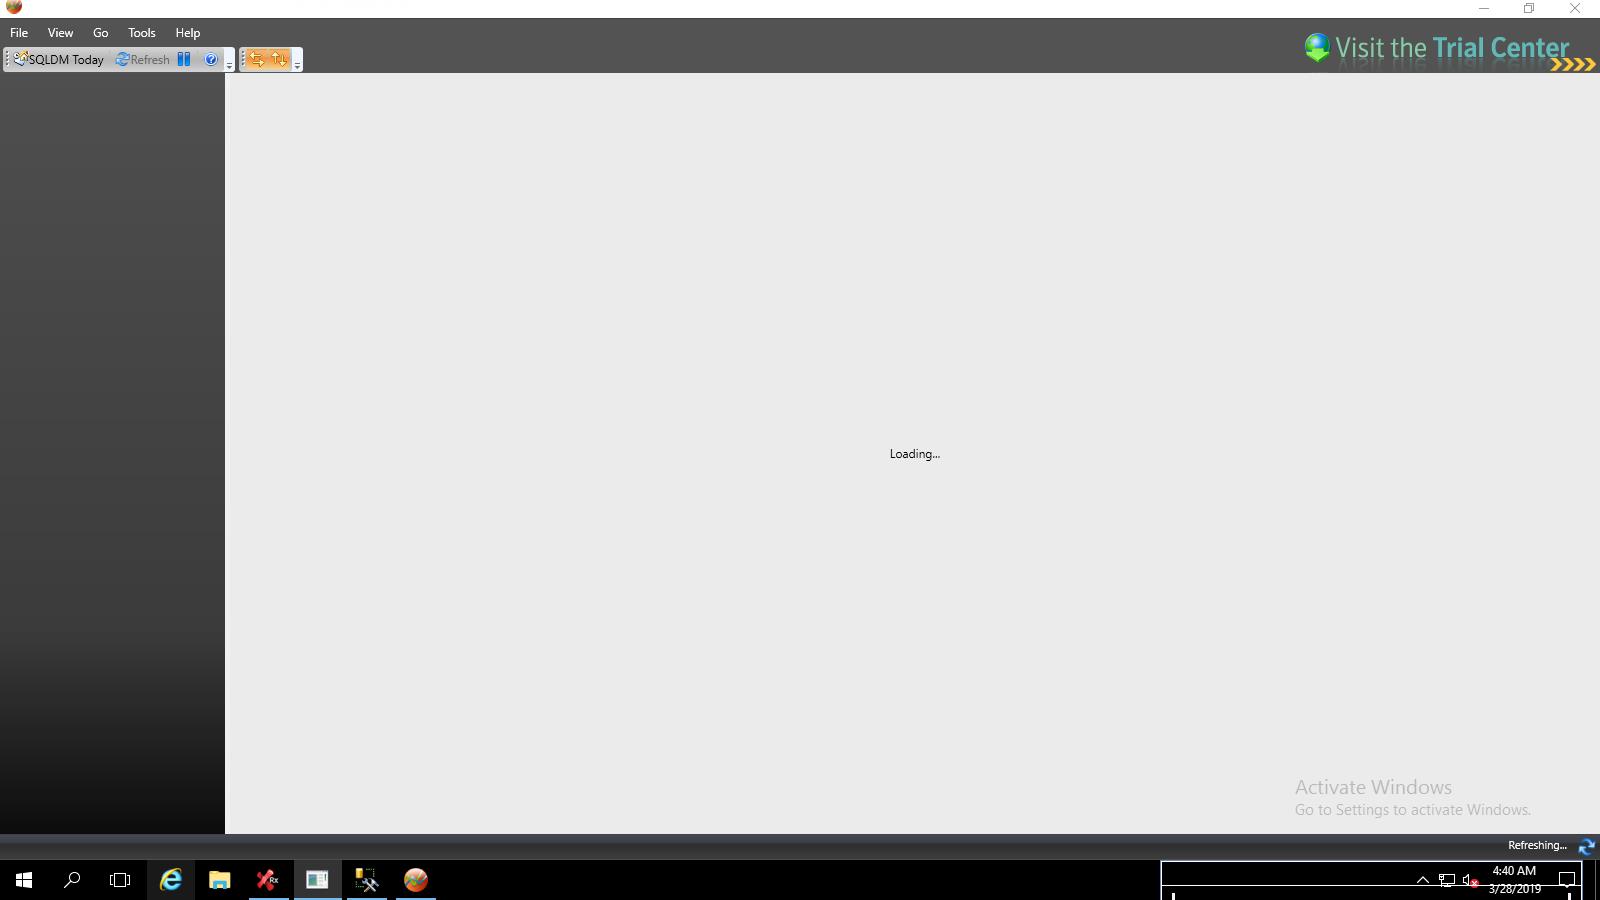 File View Go Tools Help
SQLDM Today Refresh
Visit the Trial Center
Loading...
Activate Windows
Go to Settings to activate Windows.
Refreshing...
Rx
4:40 AM
3/28/2019